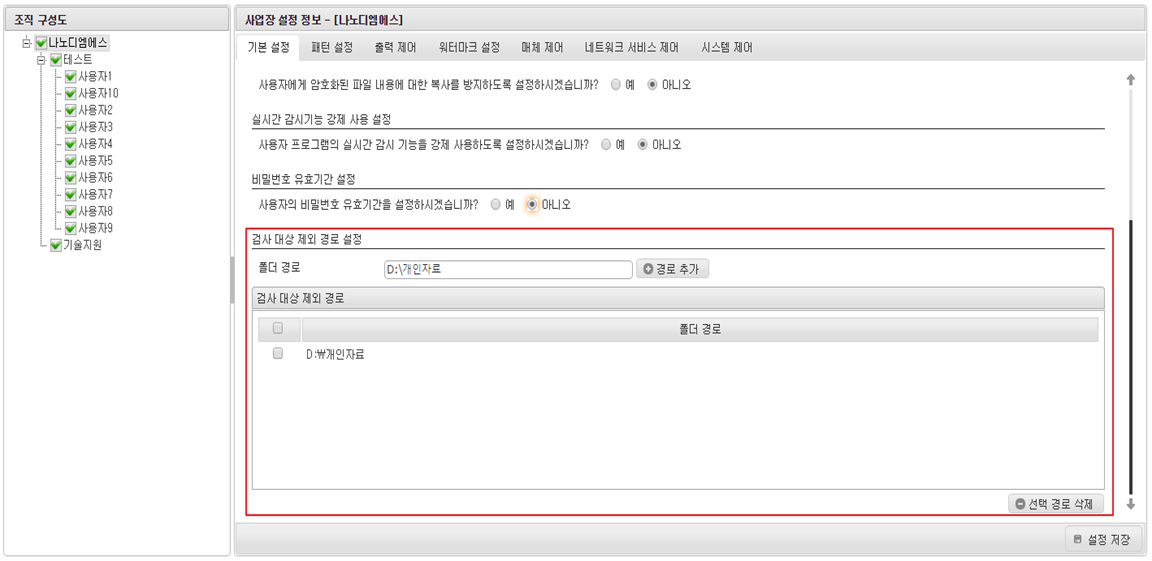 조직 구성도
나노디엠에스
테스트
사용자1
사용자10
사용자2
사용자3
사용자4
사용자5
사용자6
사용자7
사용자8
사용자9
기술지원
사업장 설정 정보 - [나노디엠에스]
기본 설정 패턴 설정 출력 제어 워터마크 설정 매체 제어 네트워크 서비스 제어 시스템 제어
사용자에게 암호화된 파일 내용에 대한 복사를 방지하도록 설정하시겠습니까? 예 아니오
실시간 감시기능 강제 사용 설정
사용자 프로그램의 실시간 감시 기능을 강제 사용하도록 설정하시겠습니까? 예 아니오
비밀번호 유효기간 설정
사용자의 비밀번호 유효기간을 설정하시겠습니까? 예 아니오
검사 대상 제외 경로 설정
폴더 경로 D:\개인자료 경로 추가
검사 대상 제외 경로
폴더 경로
D:₩개인자료
선택 경로 삭제
설정 저장